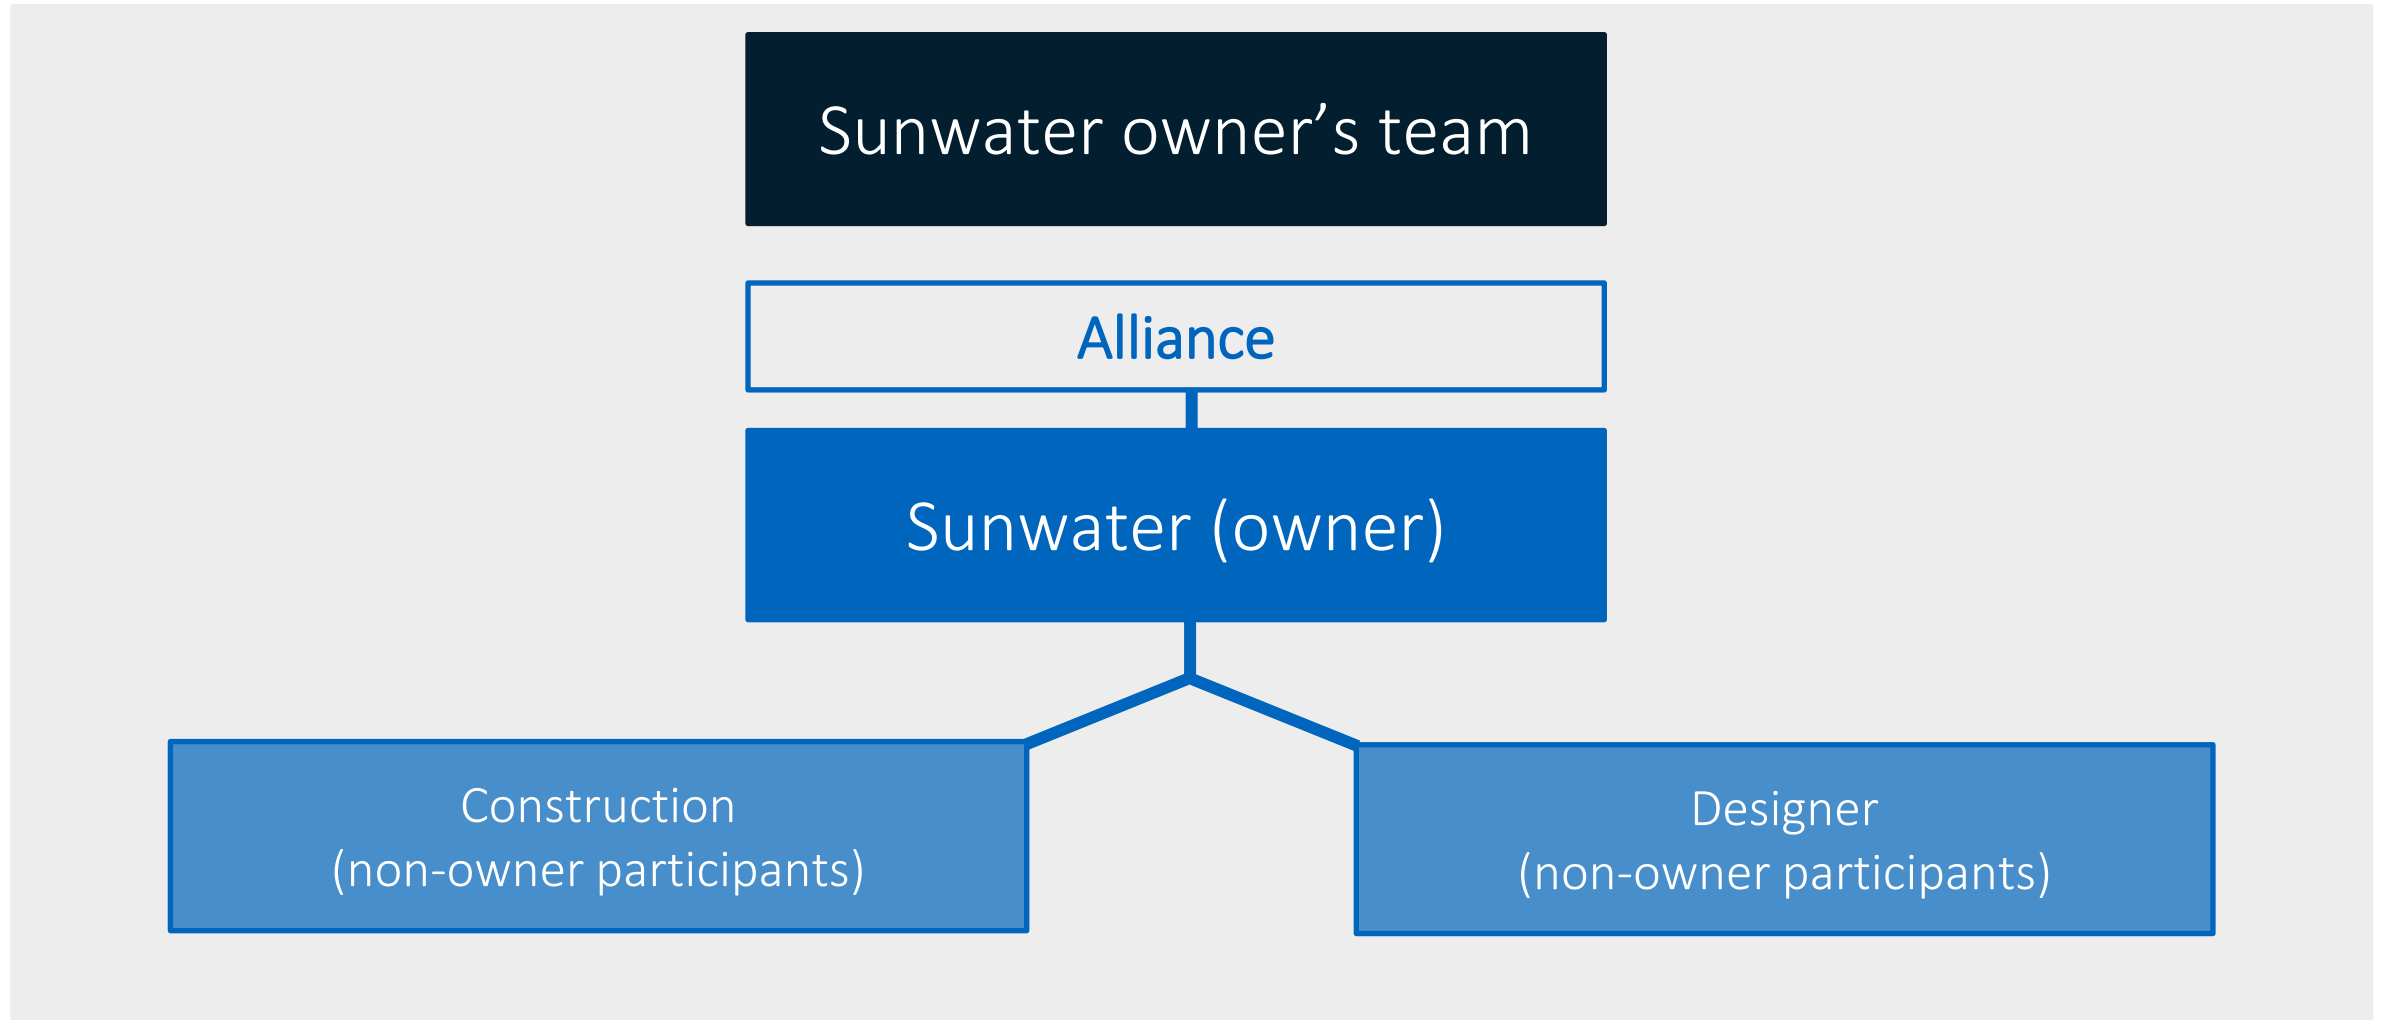 Sunwater owner’s team
Alliance
Sunwater (owner)
Construction
(non-owner participants)
Designer
(non-owner participants)